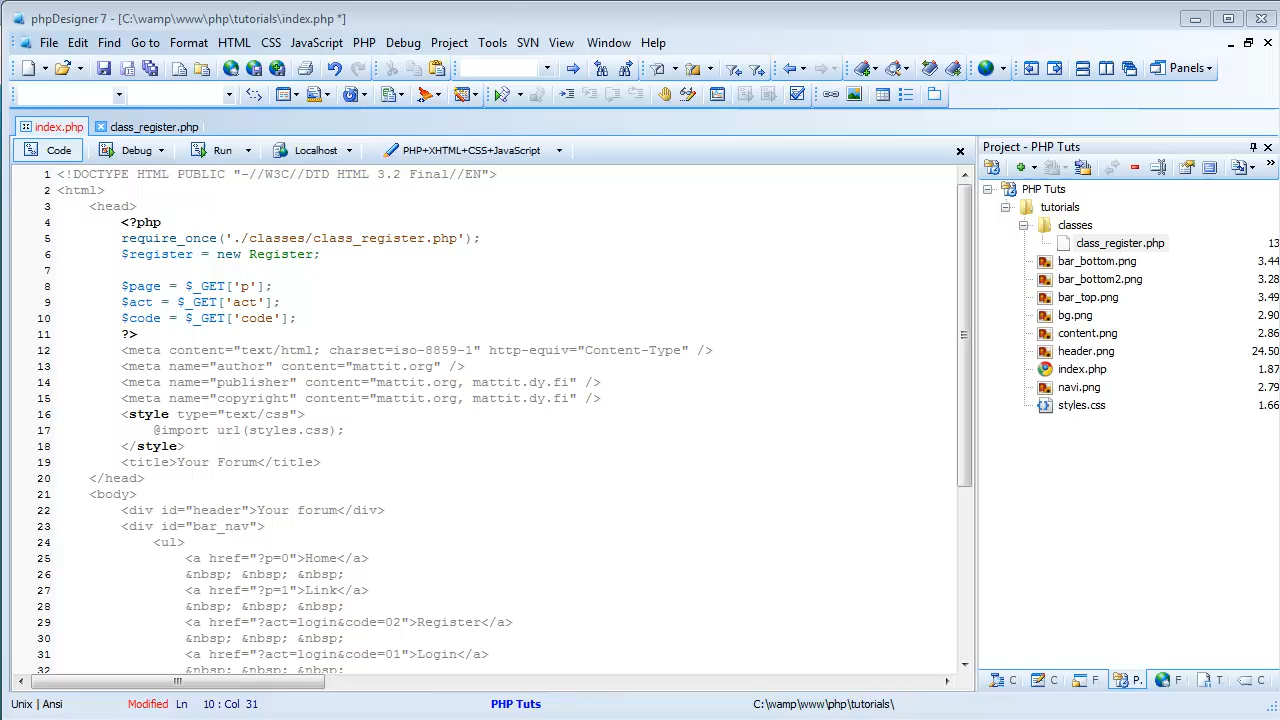 phpDesigner 7 - [C:\wamp\www\php\tutorials\index.php *]
File Edit Find Go to Format HTML CSS JavaScript PHP Debug Project Tools SVN View Window Help
Panels
index.php class_register.php
Code Debug Run Localhost PHP+XHTML+CSS+JavaScript
1 <!DOCTYPE HTML PUBLIC "-//W3C//DTD HTML 3.2 Final//EN">
2 <html>
3 <head>
4 <?php
5 require_once('./classes/class_register.php');
6 $register = new Register;
7
8 $page = $_GET['p'];
9 $act = $_GET['act'];
10 $code = $_GET['code'];
11 ?>
12 <meta content="text/html; charset=iso-8859-1" http-equiv="Content-Type" />
13 <meta name="author" content="mattit.org" />
14 <meta name="publisher" content="mattit.org, mattit.dy.fi" />
15 <meta name="copyright" content="mattit.org, mattit.dy.fi" />
16 <style type="text/css">
17 @import url(styles.css);
18 </style>
19 <title>Your Forum</title>
20 </head>
21 <body>
22 <div id="header">Your forum</div>
23 <div id="bar_nav">
24 <ul>
25 <a href="?p=0">Home</a>
26 &nbsp; &nbsp; &nbsp;
27 <a href="?p=1">Link</a>
28 &nbsp; &nbsp; &nbsp;
29 <a href="?act=login&code=02">Register</a>
30 &nbsp; &nbsp; &nbsp;
31 <a href="?act=login&code=01">Login</a>
32 &nbsp; &nbsp; &nbsp;
Project - PHP Tuts
PHP Tuts
tutorials
classes
class_register.php 13
bar_bottom.png 3.44
bar_bottom2.png 3.28
bar_top.png 3.49
bg.png 2.90
content.png 3.43
header.png 24.50
index.php 1.87
navi.png 2.79
styles.css 1.66
C C F P. F T C
Unix | Ansi Modified Ln 10 : Col 31 PHP Tuts C:\wamp\www\php\tutorials\